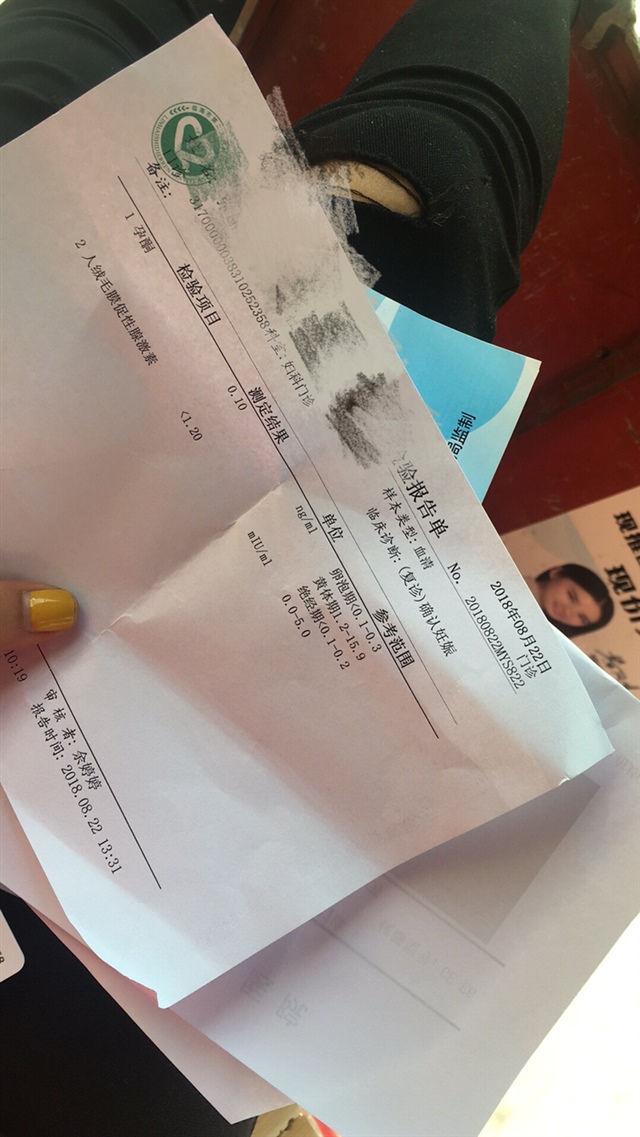 验报告单
2018年08月22日
门诊
No. 20180822MYS822
样本类型:血清
临床诊断:(复诊)确认妊娠
科室:妇科门诊
备注:
检验项目 测定结果 单位 参考范围
1 孕酮 0.10 ng/ml 卵泡期<0.1-0.3
黄体期1.2-15.9
绝经期<0.1-0.2
2 人绒毛膜促性腺激素 <1.20 mIU/ml 0.0-5.0
10:19
审 核 者:余婷婷
报告时间:2018.08.22 13:31
监制
现价